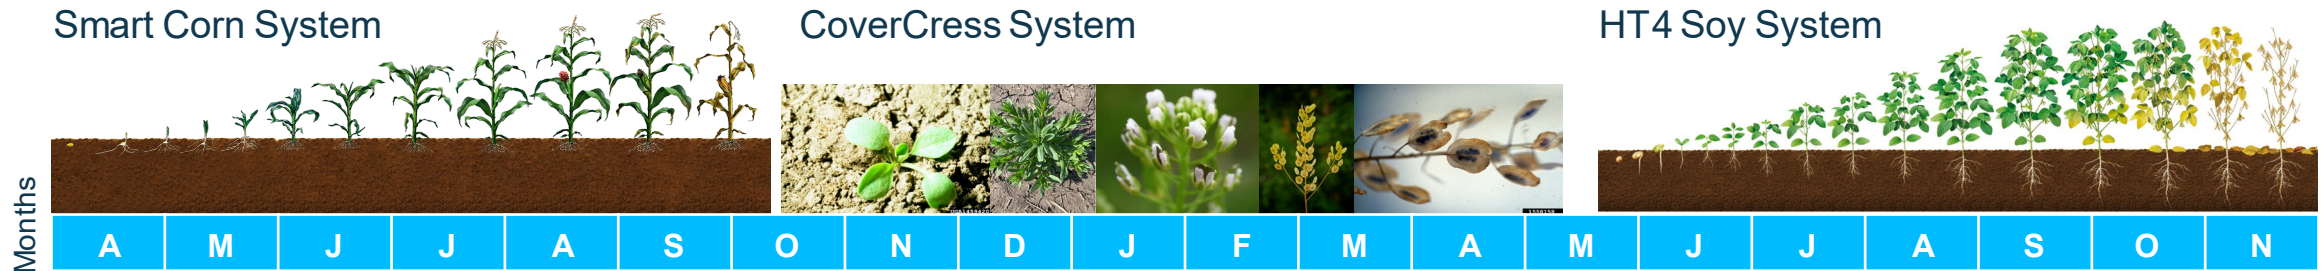 Smart Corn System
CoverCress System
HT4 Soy System
Months
A M J J A S O N D J F M A M J J A S O N